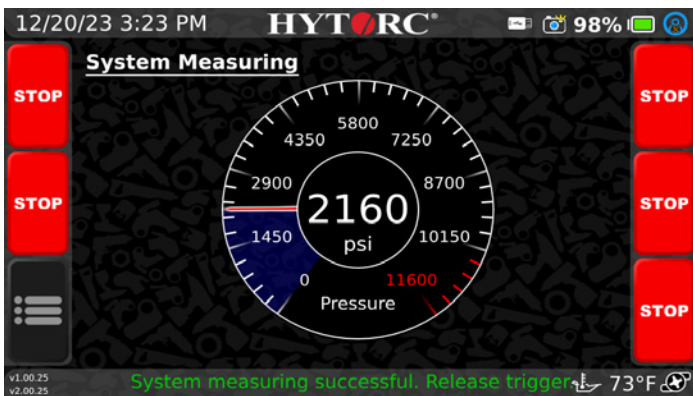 12/20/23 3:23 PM
HYTORC®
98%
System Measuring
STOP
STOP
STOP
STOP
STOP
5800
4350
7250
2900
8700
2160
1450
10150
psi
0
11600
Pressure
v1.00.25
v2.00.25
System measuring successful. Release trigger
73°F